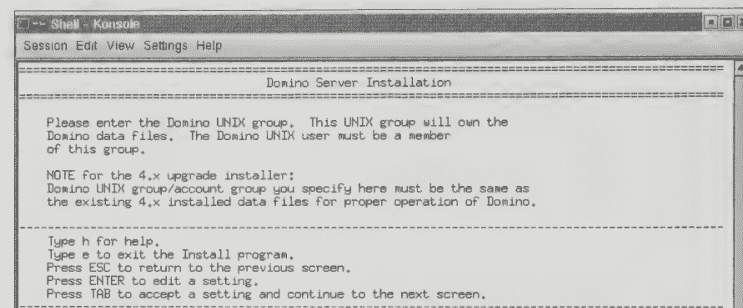 Shell - Konsole
Session Edit View Settings Help
Domino Server Installation
Please enter the Domino UNIX group. This UNIX group will own the
Domino data files. The Domino UNIX user must be a member
of this group.
NOTE for the 4.x upgrade installer:
Domino UNIX group/account group you specify here must be the same as
the existing 4.x installed data files for proper operation of Domino.
Type h for help.
Type e to exit the Install program.
Press ESC to return to the previous screen.
Press ENTER to edit a setting.
Press TAB to accept a setting and continue to the next screen.